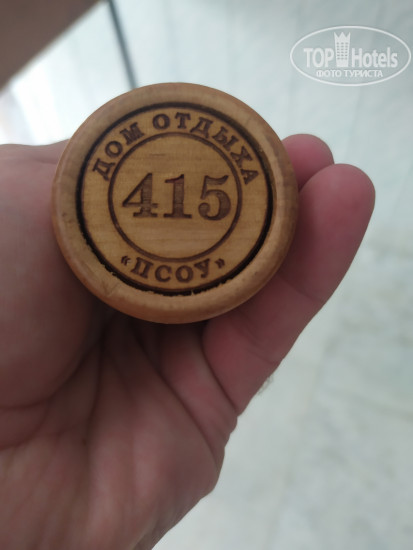 TOP Hotels
ФОТО ТУРИСТА
ДОМ ОТДЫХА
415
«ПСОУ»